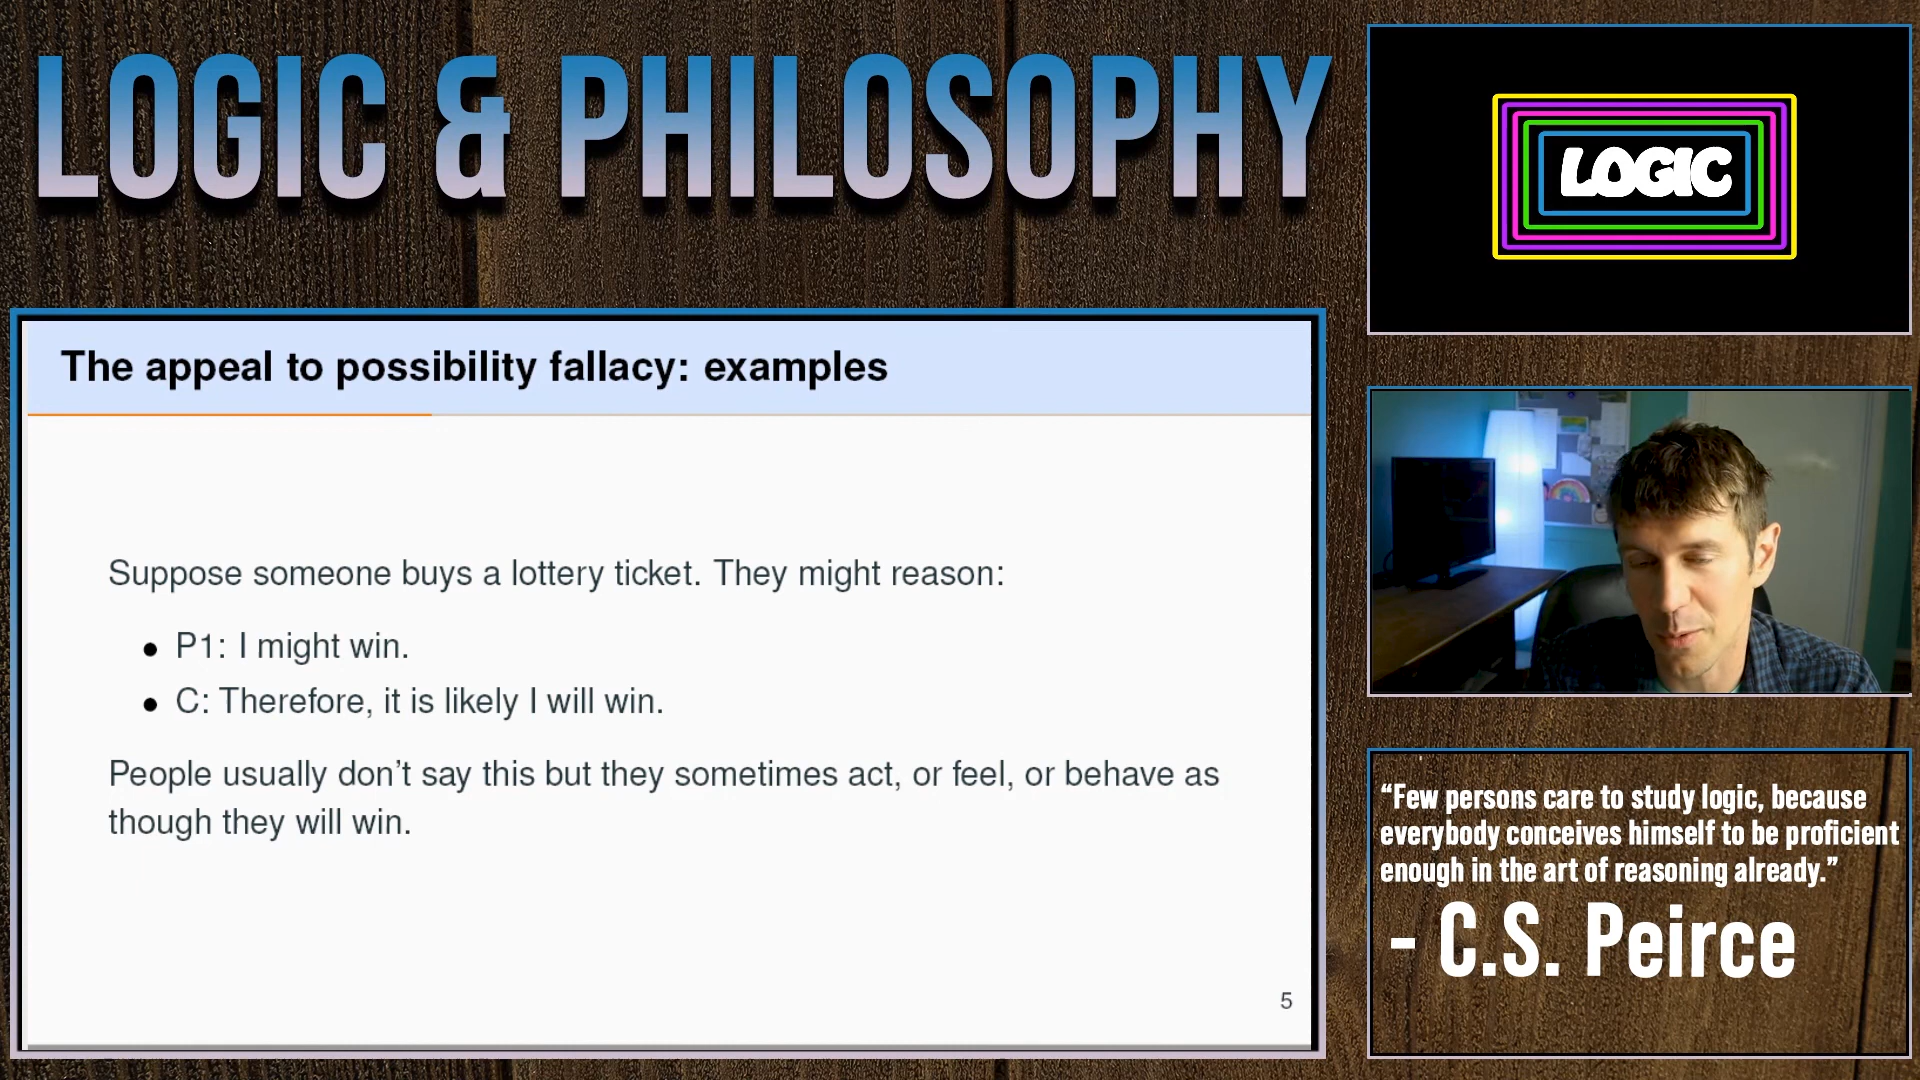 LOGIC & PHILOSOPHY
LOGIC
The appeal to possibility fallacy: examples
Suppose someone buys a lottery ticket. They might reason:
• P1: I might win.
• C: Therefore, it is likely I will win.
People usually don’t say this but they sometimes act, or feel, or behave as
though they will win.
5
“Few persons care to study logic, because
everybody conceives himself to be proficient
enough in the art of reasoning already.”
- C.S. Peirce